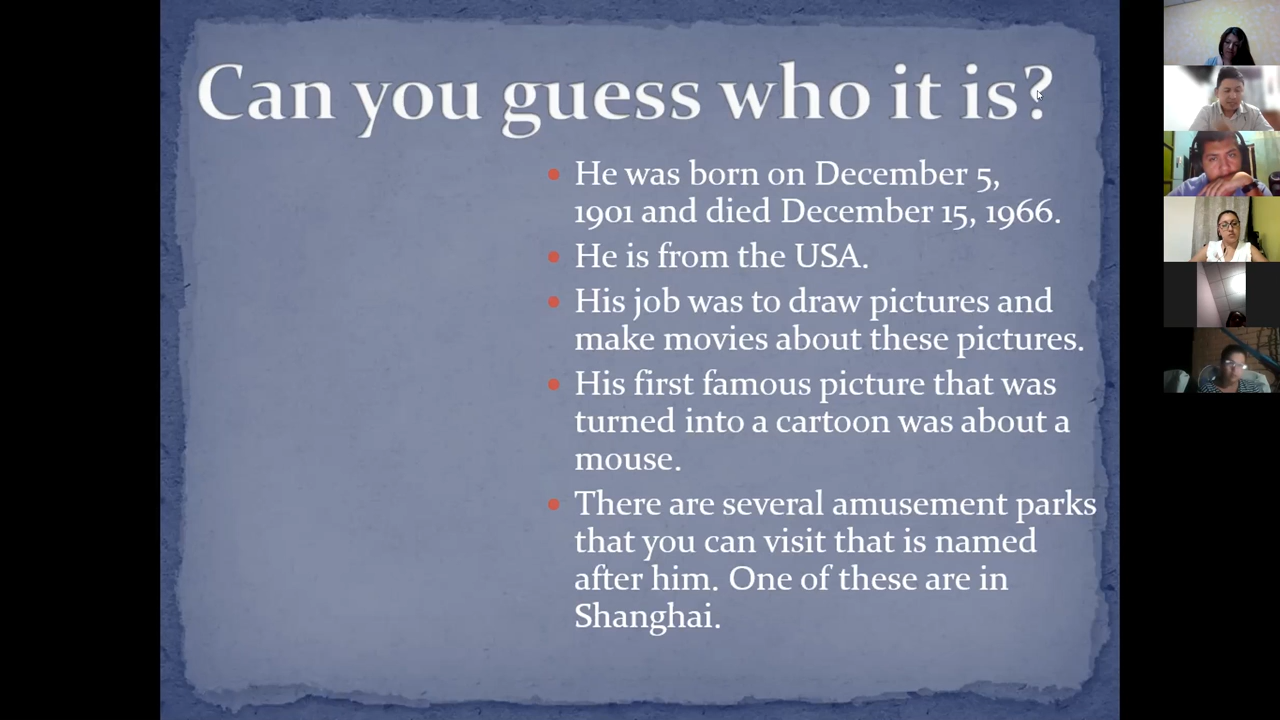 Can you guess who it is?
• He was born on December 5,
1901 and died December 15, 1966.
• He is from the USA.
• His job was to draw pictures and
make movies about these pictures.
• His first famous picture that was
turned into a cartoon was about a
mouse.
• There are several amusement parks
that you can visit that is named
after him. One of these are in
Shanghai.